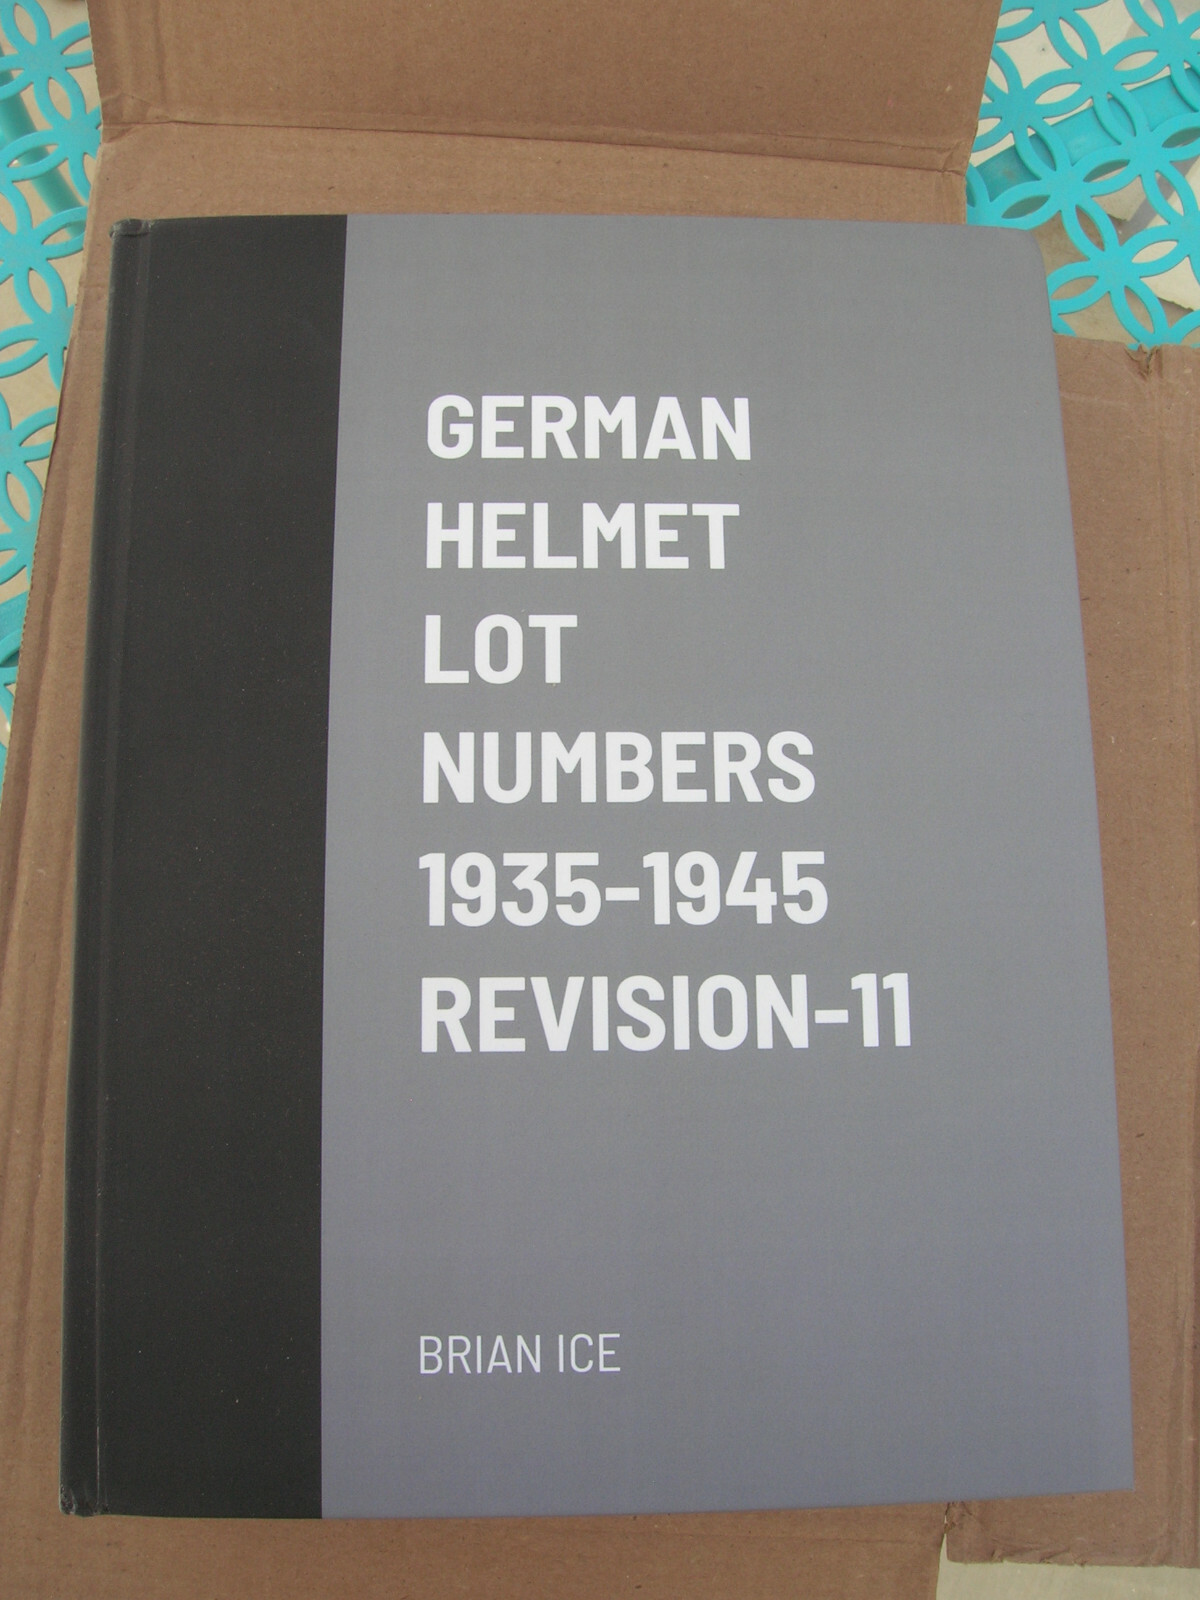 GERMAN
HELMET
LOT
NUMBERS
1935-1945
REVISION-11
BRIAN ICE